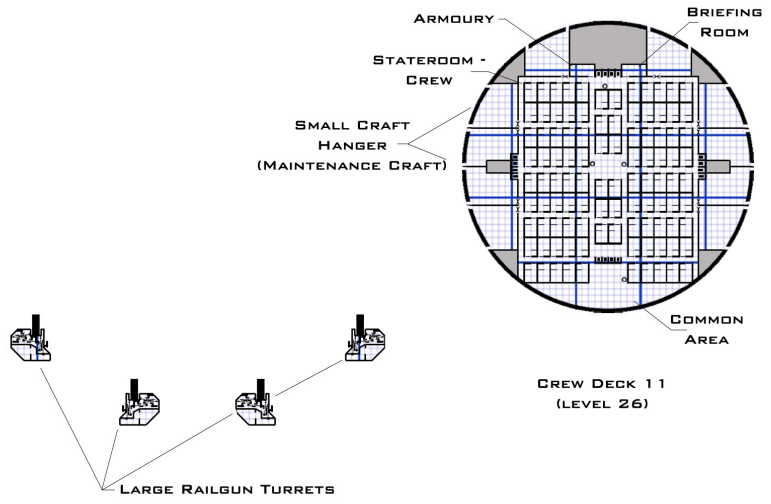 ARMOURY
BRIEFING
ROOM
STATEROOM -
CREW
SMALL CRAFT
HANGER
(MAINTENANCE CRAFT)
COMMON
AREA
CREW DECK 11
(LEVEL 26)
LARGE RAILGUN TURRETS